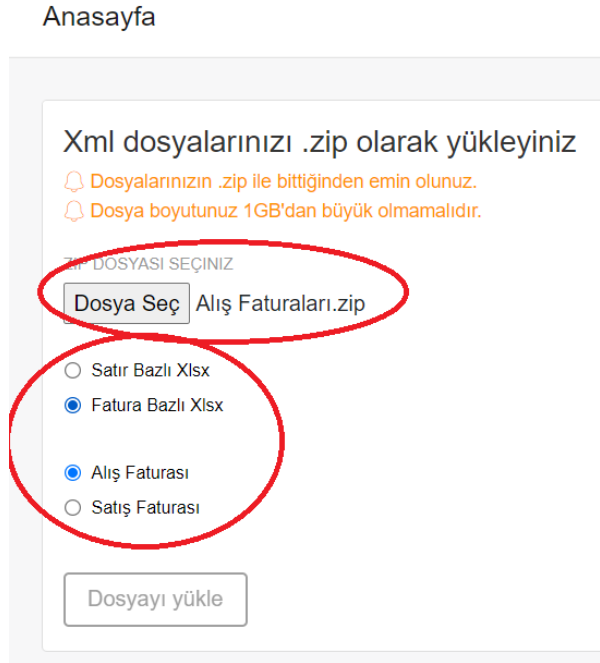 Anasayfa
Xml dosyalarınızı .zip olarak yükleyiniz
Dosyalarınızın .zip ile bittiğinden emin olunuz.
Dosya boyutunuz 1GB'dan büyük olmamalıdır.
ZIP DOSYASI SEÇINIZ
Dosya Seç Alış Faturaları.zip
Satır Bazlı Xlsx
Fatura Bazlı Xlsx
Alış Faturası
Satış Faturası
Dosyayı yükle